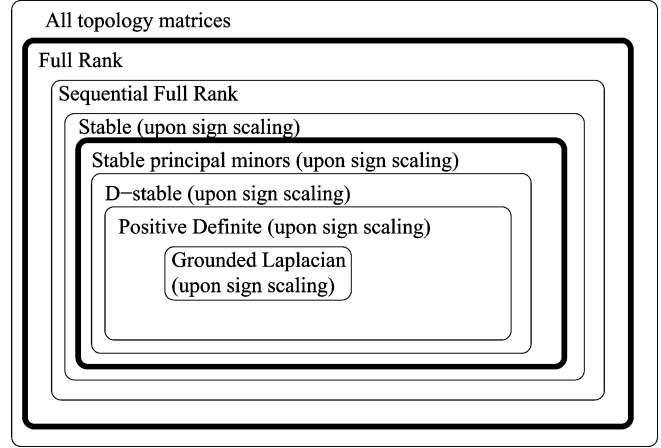 All topology matrices
Full Rank
Sequential Full Rank
Stable (upon sign scaling)
Stable principal minors (upon sign scaling)
D−stable (upon sign scaling)
Positive Definite (upon sign scaling)
Grounded Laplacian
(upon sign scaling)